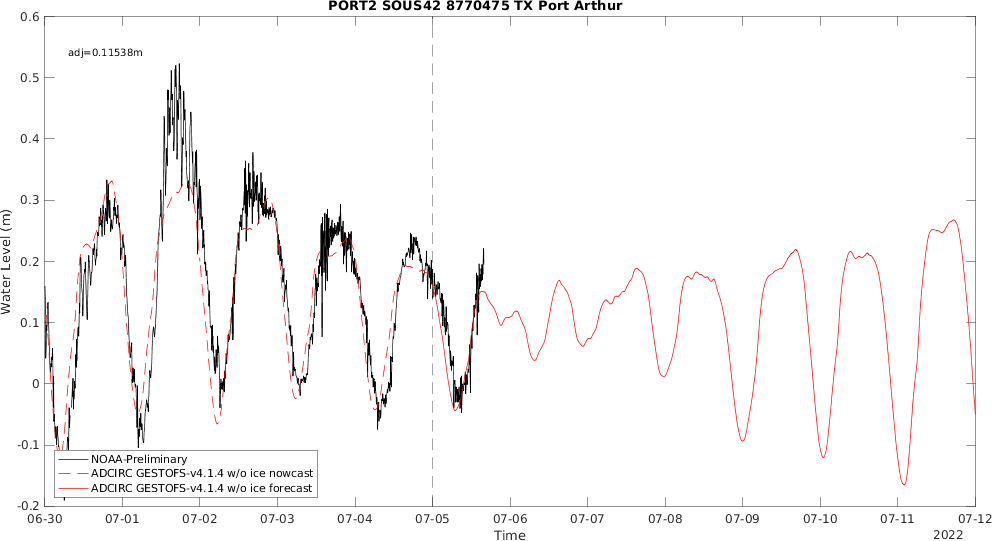 PORT2 SOUS42 8770475 TX Port Arthur
adj=0.11538m
0.6
0.5
0.4
0.3
0.2
0.1
0
-0.1
-0.2
Water Level (m)
NOAA-Preliminary
ADCIRC GESTOFS-v4.1.4 w/o ice nowcast
ADCIRC GESTOFS-v4.1.4 w/o ice forecast
06-30 07-01 07-02 07-03 07-04 07-05 07-06 07-07 07-08 07-09 07-10 07-11 07-12
Time
2022